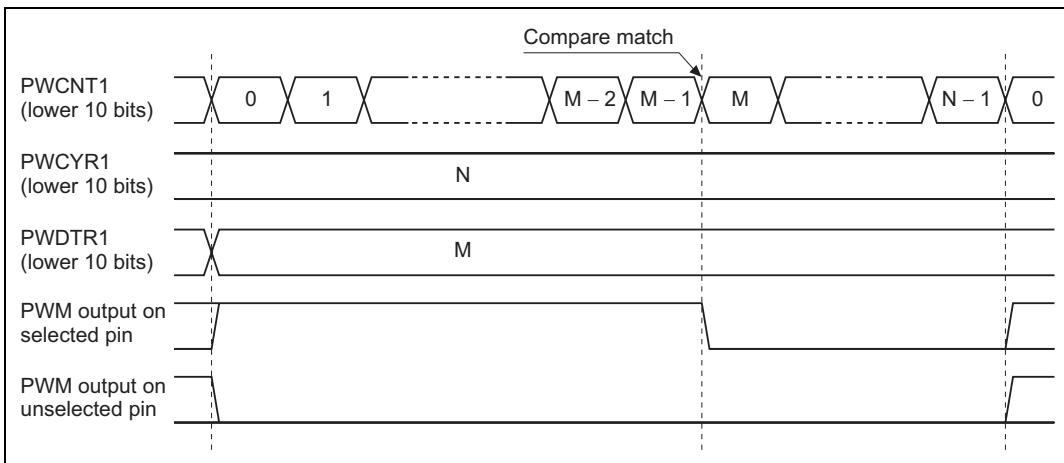 Compare match
PWCNT1
(lower 10 bits)
0 1 M – 2 M – 1 M N – 1 0
PWCYR1
(lower 10 bits)
N
PWDTR1
(lower 10 bits)
M
PWM output on
selected pin
PWM output on
unselected pin